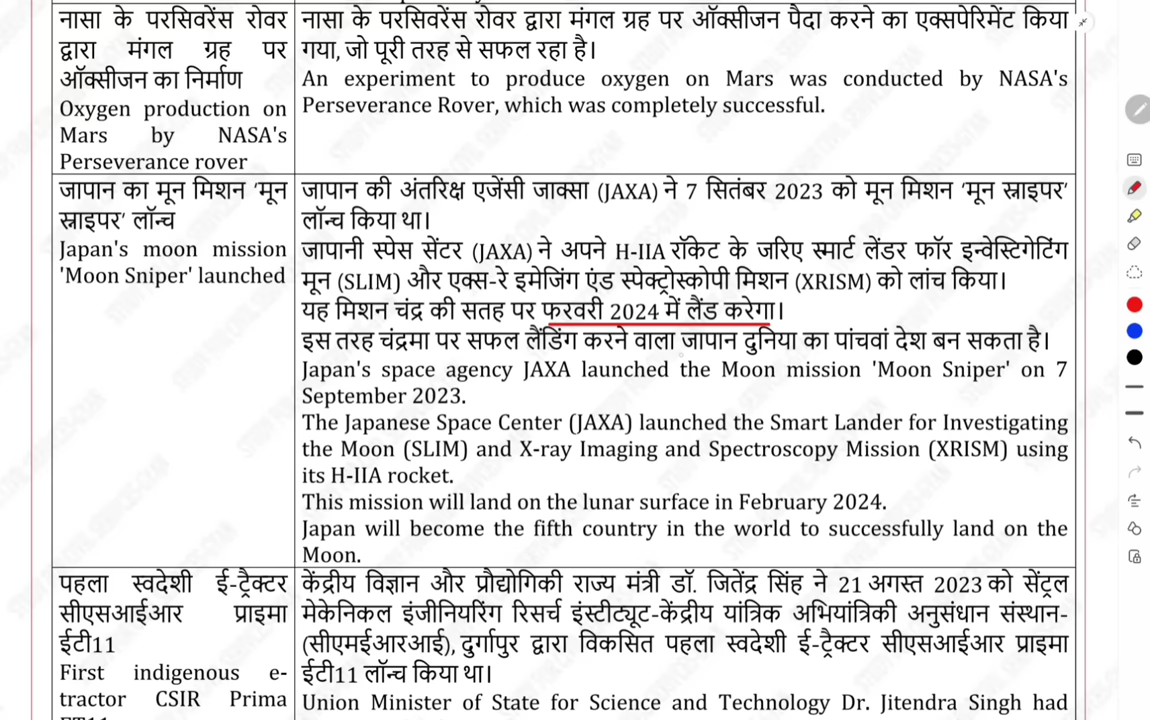 नासा के परसिवरेंस रोवर
द्वारा मंगल ग्रह पर
ऑक्सीजन का निर्माण
Oxygen production on
Mars by NASA's
Perseverance rover
नासा के परसिवरेंस रोवर द्वारा मंगल ग्रह पर ऑक्सीजन पैदा करने का एक्सपेरिमेंट किया
गया, जो पूरी तरह से सफल रहा है।
An experiment to produce oxygen on Mars was conducted by NASA's
Perseverance Rover, which was completely successful.
जापान का मून मिशन 'मून
स्नाइपर' लॉन्च
Japan's moon mission
'Moon Sniper' launched
जापान की अंतरिक्ष एजेंसी जाक्सा (JAXA) ने 7 सितंबर 2023 को मून मिशन 'मून स्नाइपर'
लॉन्च किया था।
जापानी स्पेस सेंटर (JAXA) ने अपने H-IIA रॉकेट के जरिए स्मार्ट लेंडर फॉर इन्वेस्टिगेटिंग
मून (SLIM) और एक्स-रे इमेजिंग एंड स्पेक्ट्रोस्कोपी मिशन (XRISM) को लांच किया।
यह मिशन चंद्र की सतह पर फरवरी 2024 में लैंड करेगा।
इस तरह चंद्रमा पर सफल लैंडिंग करने वाला जापान दुनिया का पांचवां देश बन सकता है।
Japan's space agency JAXA launched the Moon mission 'Moon Sniper' on 7
September 2023.
The Japanese Space Center (JAXA) launched the Smart Lander for Investigating
the Moon (SLIM) and X-ray Imaging and Spectroscopy Mission (XRISM) using
its H-IIA rocket.
This mission will land on the lunar surface in February 2024.
Japan will become the fifth country in the world to successfully land on the
Moon.
पहला स्वदेशी ई-ट्रैक्टर
सीएसआईआर प्राइमा
ईटी11
First indigenous e-
tractor CSIR Prima
केंद्रीय विज्ञान और प्रौद्योगिकी राज्य मंत्री डॉ. जितेंद्र सिंह ने 21 अगस्त 2023 को सेंट्रल
मेकेनिकल इंजीनियरिंग रिसर्च इंस्टीट्यूट-केंद्रीय यांत्रिक अभियांत्रिकी अनुसंधान संस्थान-
(सीएमईआरआई), दुर्गापुर द्वारा विकसित पहला स्वदेशी ई-ट्रैक्टर सीएसआईआर प्राइमा
ईटी11 लॉन्च किया था।
Union Minister of State for Science and Technology Dr. Jitendra Singh had